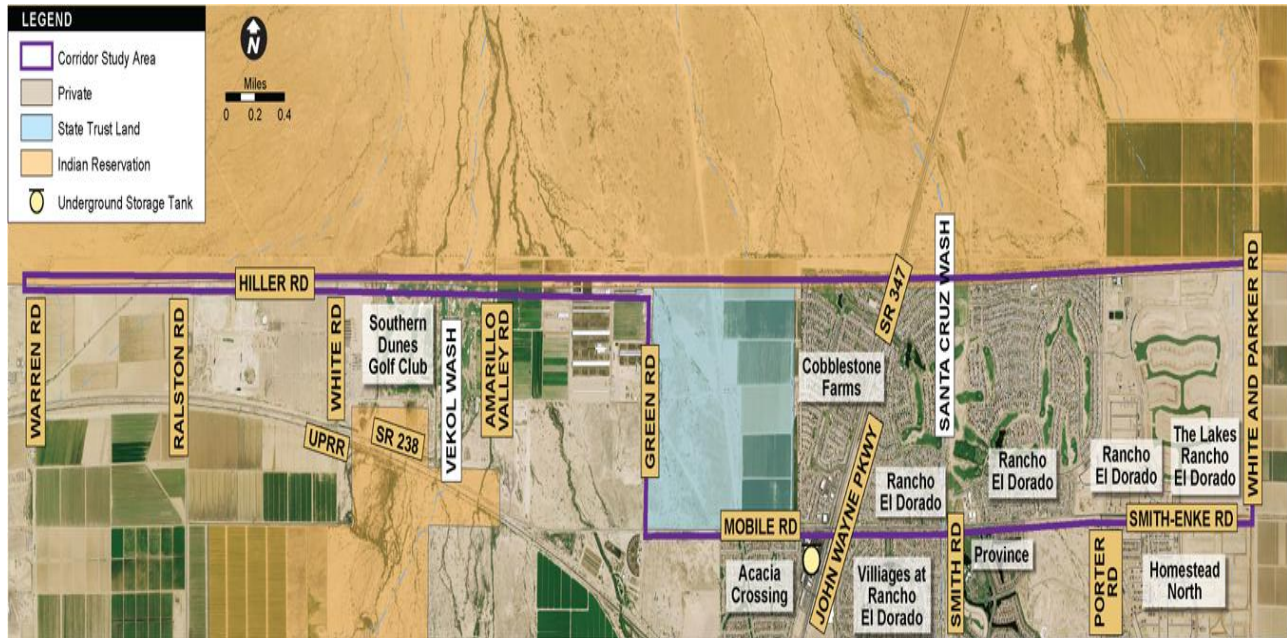 LEGEND
Corridor Study Area
Private
State Trust Land
Indian Reservation
Underground Storage Tank
N
Miles
0 0.2 0.4
HILLER RD
WARREN RD
RALSTON RD
WHITE RD
Southern
Dunes
Golf Club
VEKOL WASH
AMARILLO
VALLEY RD
UPRR
SR 238
GREEN RD
Cobblestone
Farms
SR 347
SANTA CRUZ WASH
WHITE AND PARKER RD
Rancho
El Dorado
Rancho
El Dorado
Rancho
El Dorado
The Lakes
Rancho
El Dorado
MOBILE RD
JOHN WAYNE PKWY
SMITH-ENKE RD
Acacia
Crossing
Villiages at
Rancho
El Dorado
SMITH RD
Province
PORTER
RD
Homestead
North